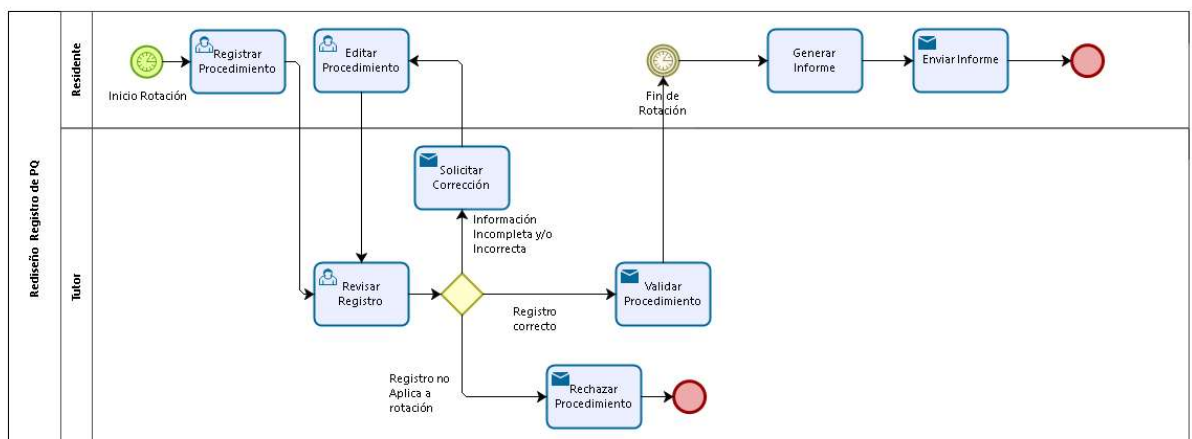 Rediseño Registro de PQ
Residente
Inicio Rotación
Registrar
Procedimiento
Editar
Procedimiento
Fin de
Rotación
Generar
Informe
Enviar Informe
Tutor
Solicitar
Corrección
Información
Incompleta y/o
Incorrecta
Revisar
Registro
Registro
correcto
Validar
Procedimiento
Registro no
Aplica a
rotación
Rechazar
Procedimiento